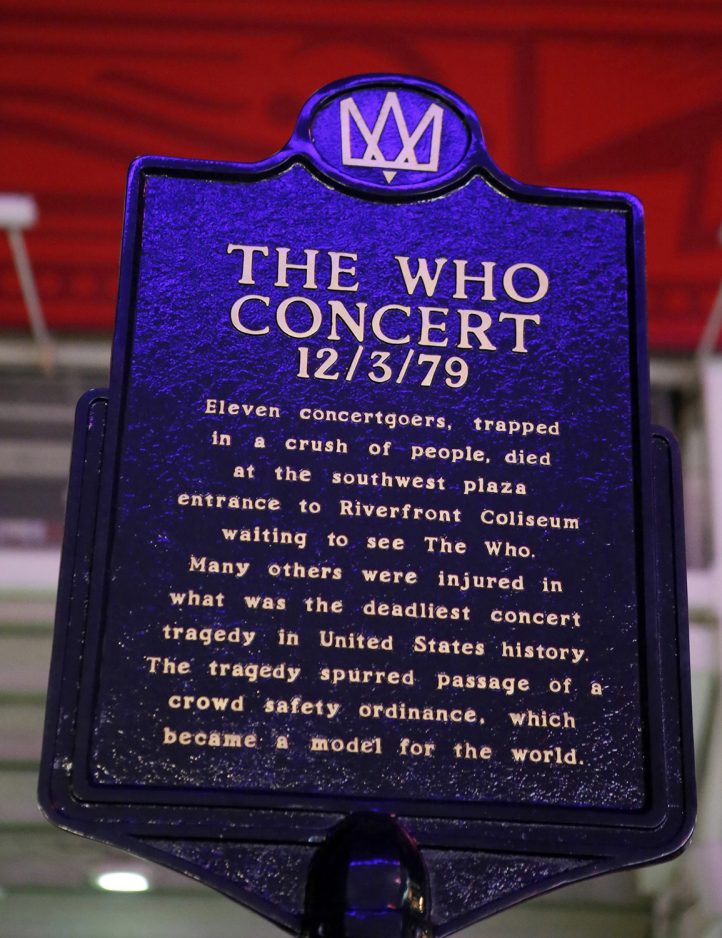 THE WHO
CONCERT
12/3/79
Eleven concertgoers, trapped
in a crush of people, died
at the southwest plaza
entrance to Riverfront Coliseum
waiting to see The Who.
Many others were injured in
what was the deadliest concert
tragedy in United States history.
The tragedy spurred passage of a
crowd safety ordinance, which
became a model for the world.